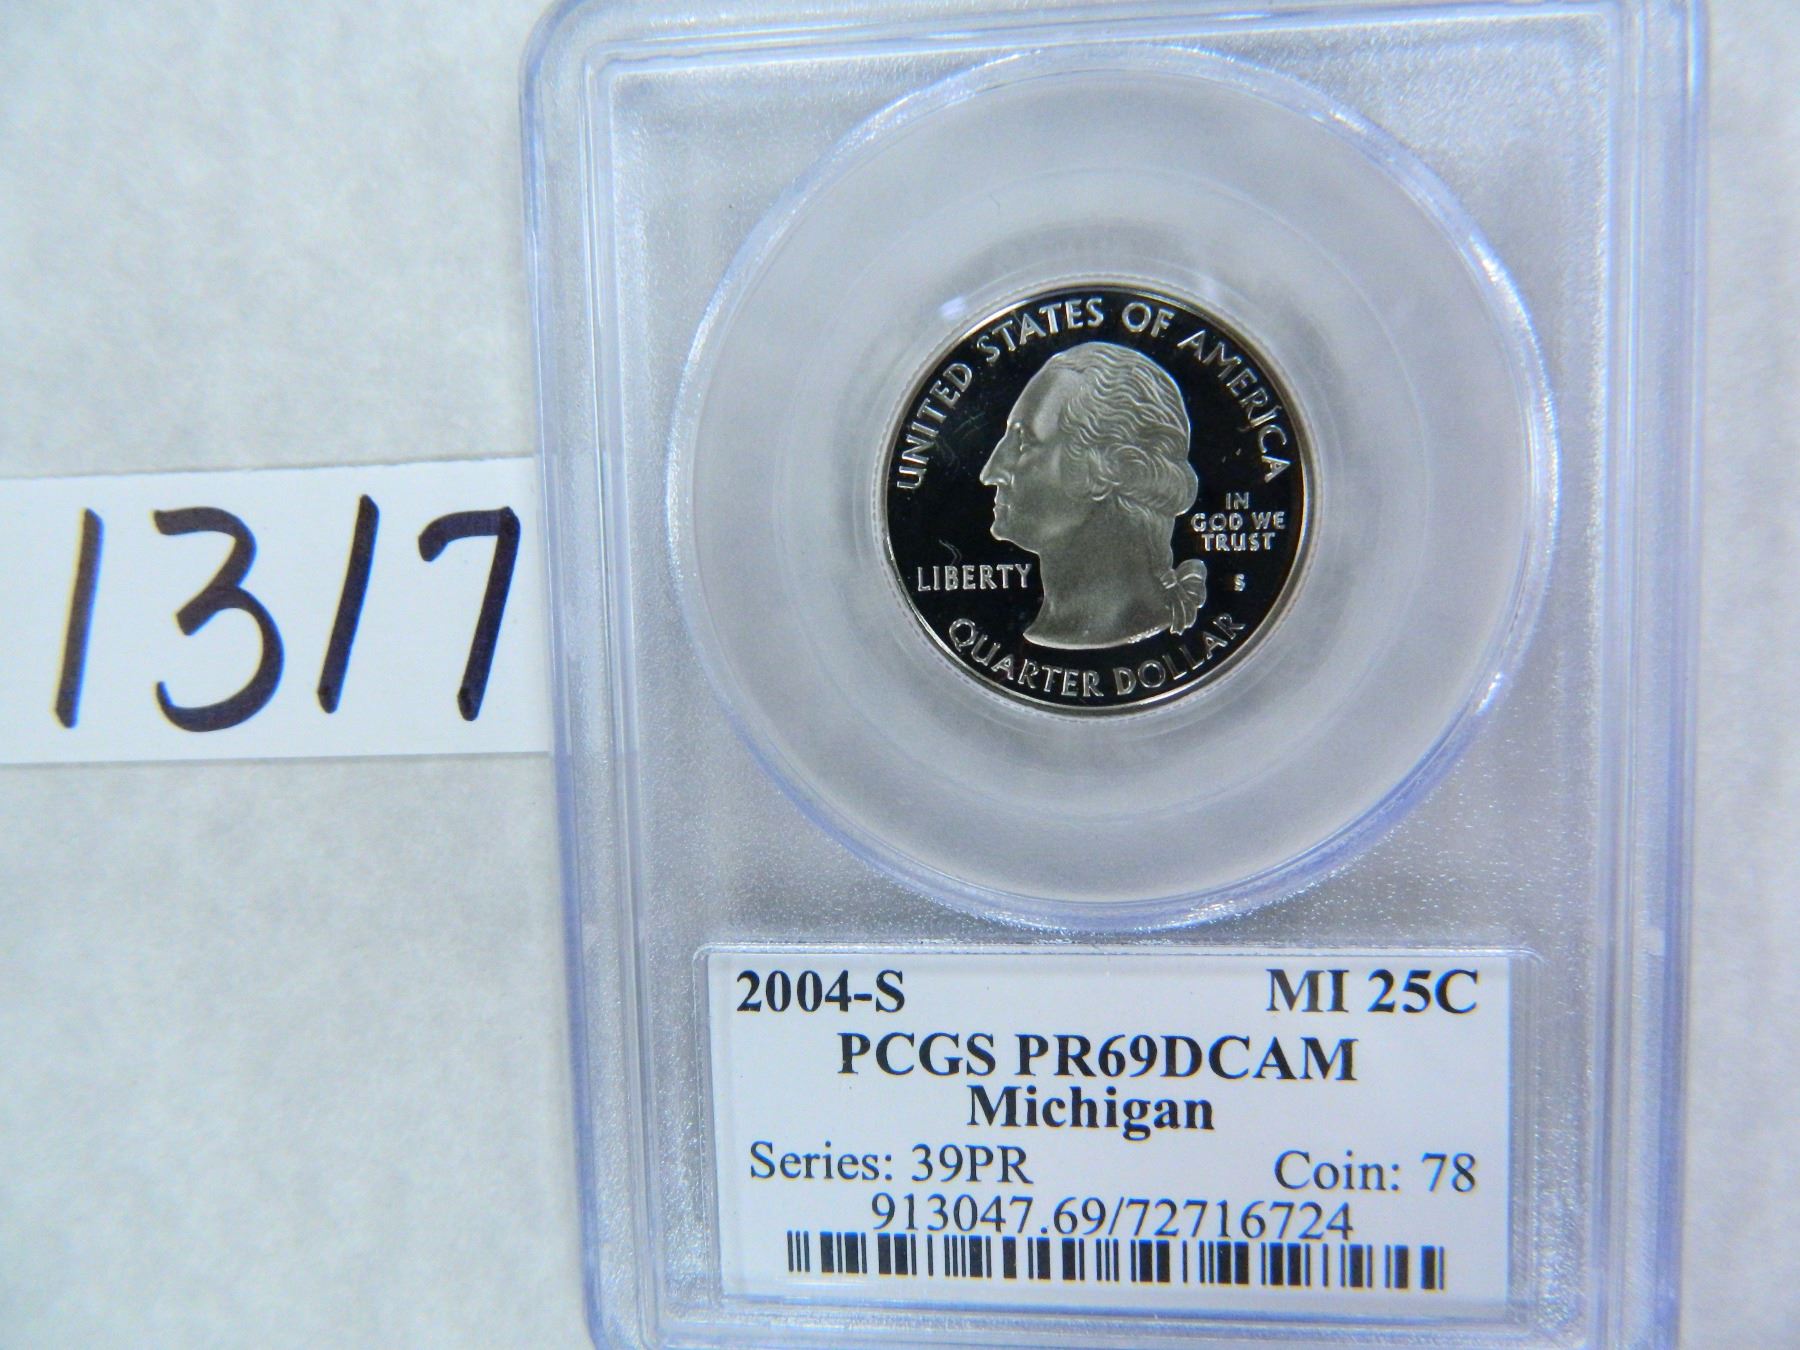 1317
UNITED STATES OF AMERICA
IN
GOD WE
TRUST
LIBERTY
S
QUARTER DOLLAR
2004-S MI 25C
PCGS PR69DCAM
Michigan
Series: 39PR Coin: 78
913047.69/72716724